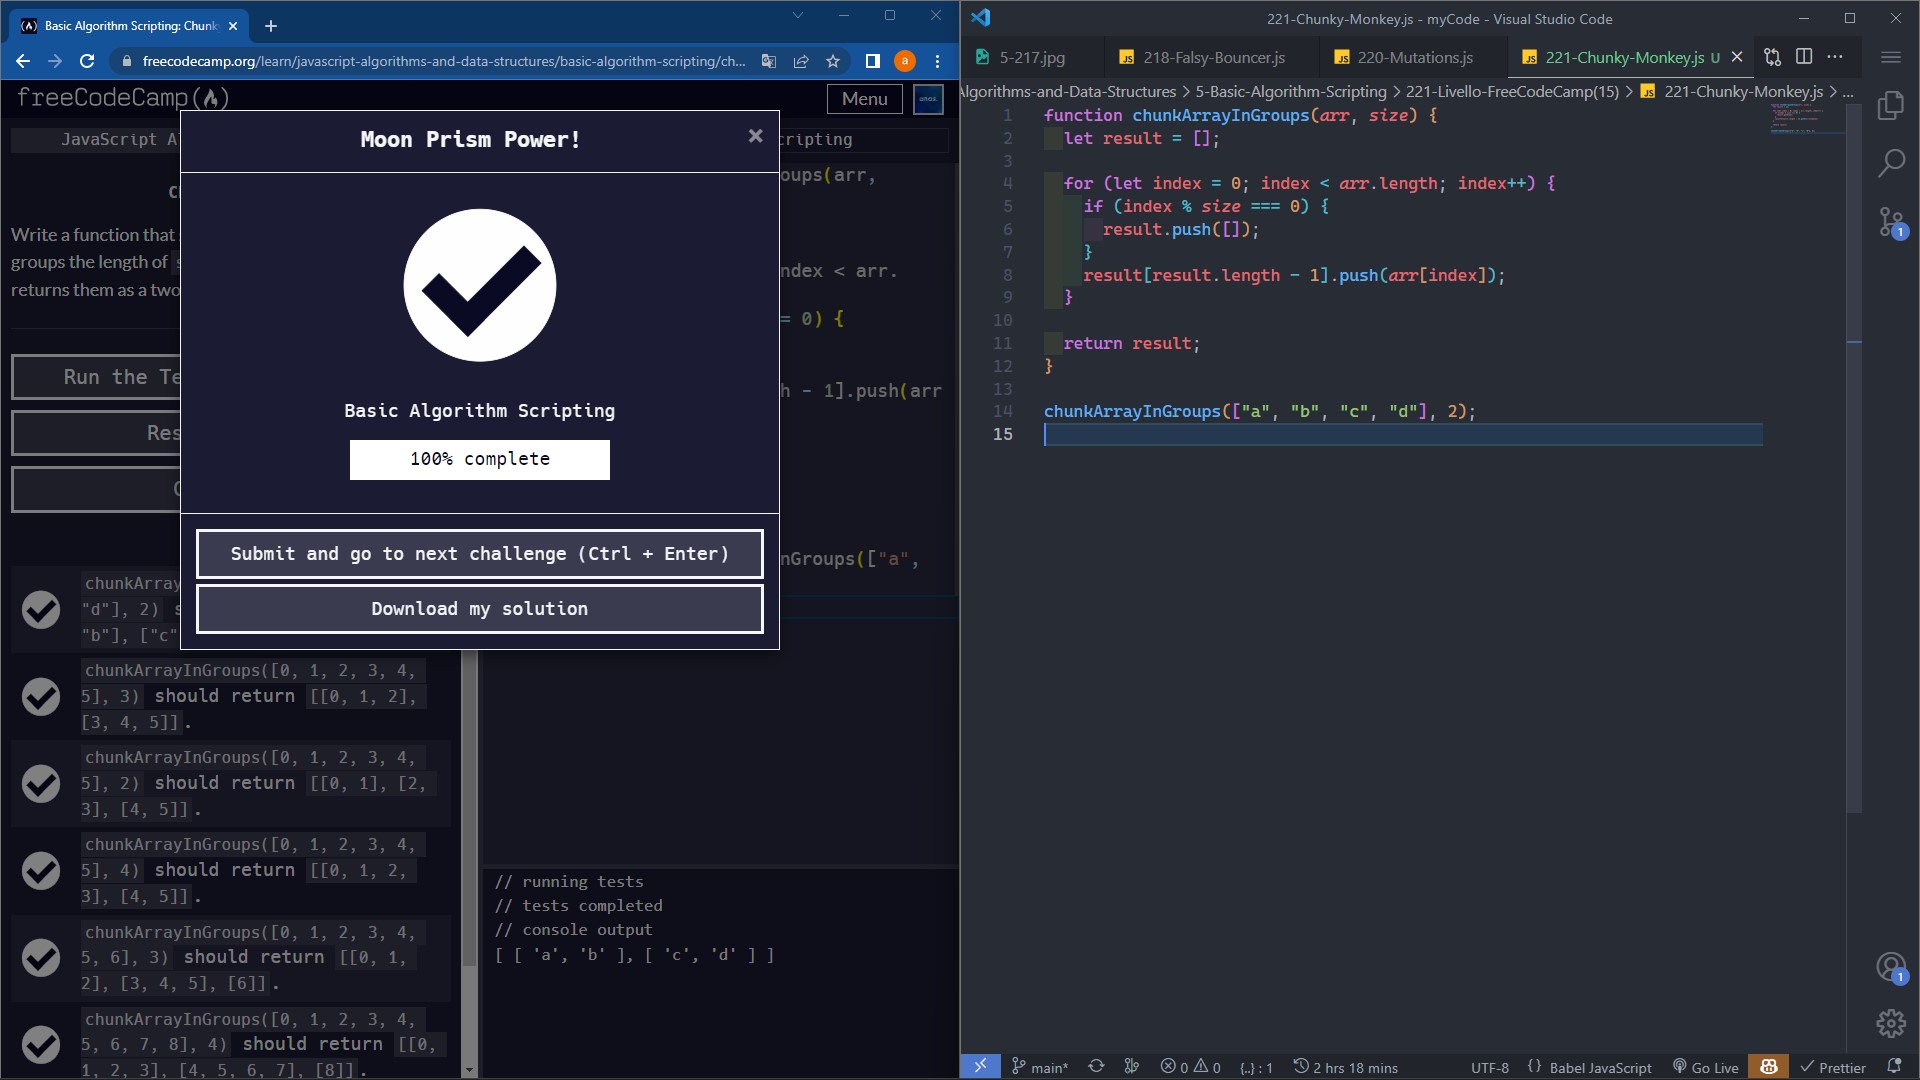 Basic Algorithm Scripting: Chunk
freecodecamp.org/learn/javascript-algorithms-and-data-structures/basic-algorithm-scripting/ch...
a
freeCodeCamp
Menu
JavaScript A
cripting
Write a function that
groups the length of
returns them as a two
Run the Te
Res
chunkArray
"d"], 2)
"b"], ["c"
chunkArrayInGroups([0, 1, 2, 3, 4,
5], 3) should return [[0, 1, 2],
[3, 4, 5]].
chunkArrayInGroups([0, 1, 2, 3, 4,
5], 2) should return [[0, 1], [2,
3], [4, 5]].
chunkArrayInGroups([0, 1, 2, 3, 4,
5], 4) should return [[0, 1, 2,
3], [4, 5]].
chunkArrayInGroups([0, 1, 2, 3, 4,
5, 6], 3) should return [[0, 1,
2], [3, 4, 5], [6]].
chunkArrayInGroups([0, 1, 2, 3, 4,
5, 6, 7, 8], 4) should return [[0,
1, 2, 3], [4, 5, 6, 7], [8]].
Moon Prism Power!
Basic Algorithm Scripting
100% complete
Submit and go to next challenge (Ctrl + Enter)
Download my solution
oups(arr,
ndex < arr.
= 0) {
h - 1].push(arr
nGroups(["a",
// running tests
// tests completed
// console output
[ [ 'a', 'b' ], [ 'c', 'd' ] ]
221-Chunky-Monkey.js - myCode - Visual Studio Code
5-217.jpg
JS 218-Falsy-Bouncer.js
JS 220-Mutations.js
JS 221-Chunky-Monkey.js U
Algorithms-and-Data-Structures > 5-Basic-Algorithm-Scripting > 221-Livello-FreeCodeCamp(15) > JS 221-Chunky-Monkey.js > ...
1 function chunkArrayInGroups(arr, size) {
2 let result = [];
3
4 for (let index = 0; index < arr.length; index++) {
5 if (index % size === 0) {
6 result.push([]);
7 }
8 result[result.length - 1].push(arr[index]);
9 }
10
11 return result;
12 }
13
14 chunkArrayInGroups(["a", "b", "c", "d"], 2);
15
1
1
main* 0 0 {..} : 1 2 hrs 18 mins UTF-8 {} Babel JavaScript Go Live Prettier